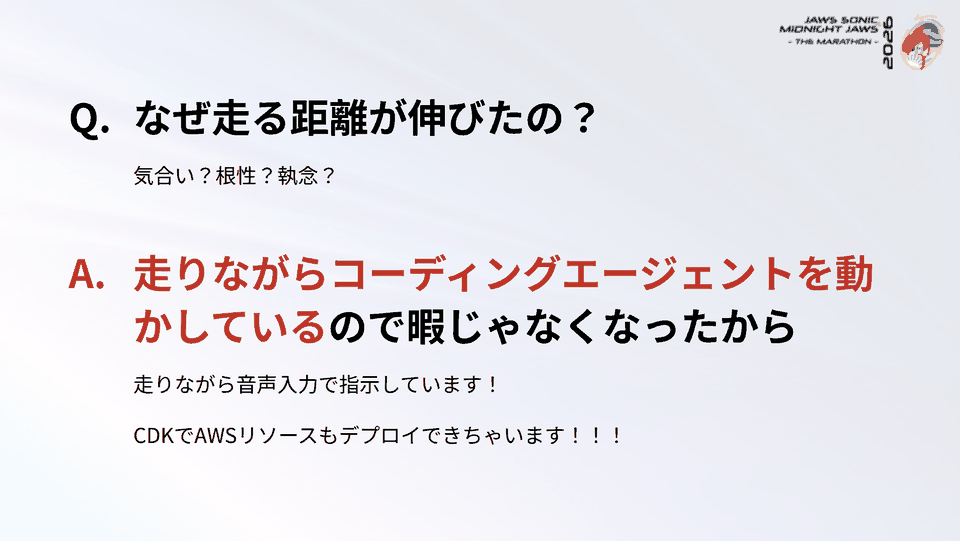 JAWS SONIC
MIDNIGHT JAWS
- THE MARATHON -
2026
Q. なぜ走る距離が伸びたの？
気合い？根性？執念？
A. 走りながらコーディングエージェントを動
かしているので暇じゃなくなったから
走りながら音声入力で指示しています！
CDKでAWSリソースもデプロイできちゃいます！！！